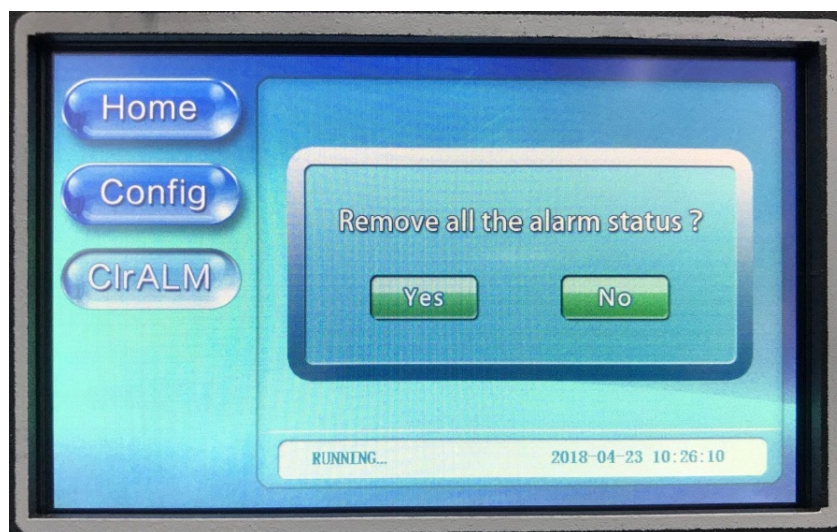 Home
Config
ClrALM
Remove all the alarm status ?
Yes No
RUNNING... 2018-04-23 10:26:10